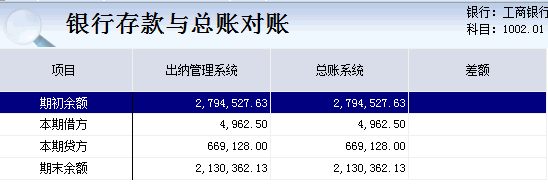 银行存款与总账对账
银行：工商银行
科目：1002.01
项目 出纳管理系统 总账系统 差额
期初余额 2,794,527.63 2,794,527.63
本期借方 4,962.50 4,962.50
本期贷方 669,128.00 669,128.00
期末余额 2,130,362.13 2,130,362.13